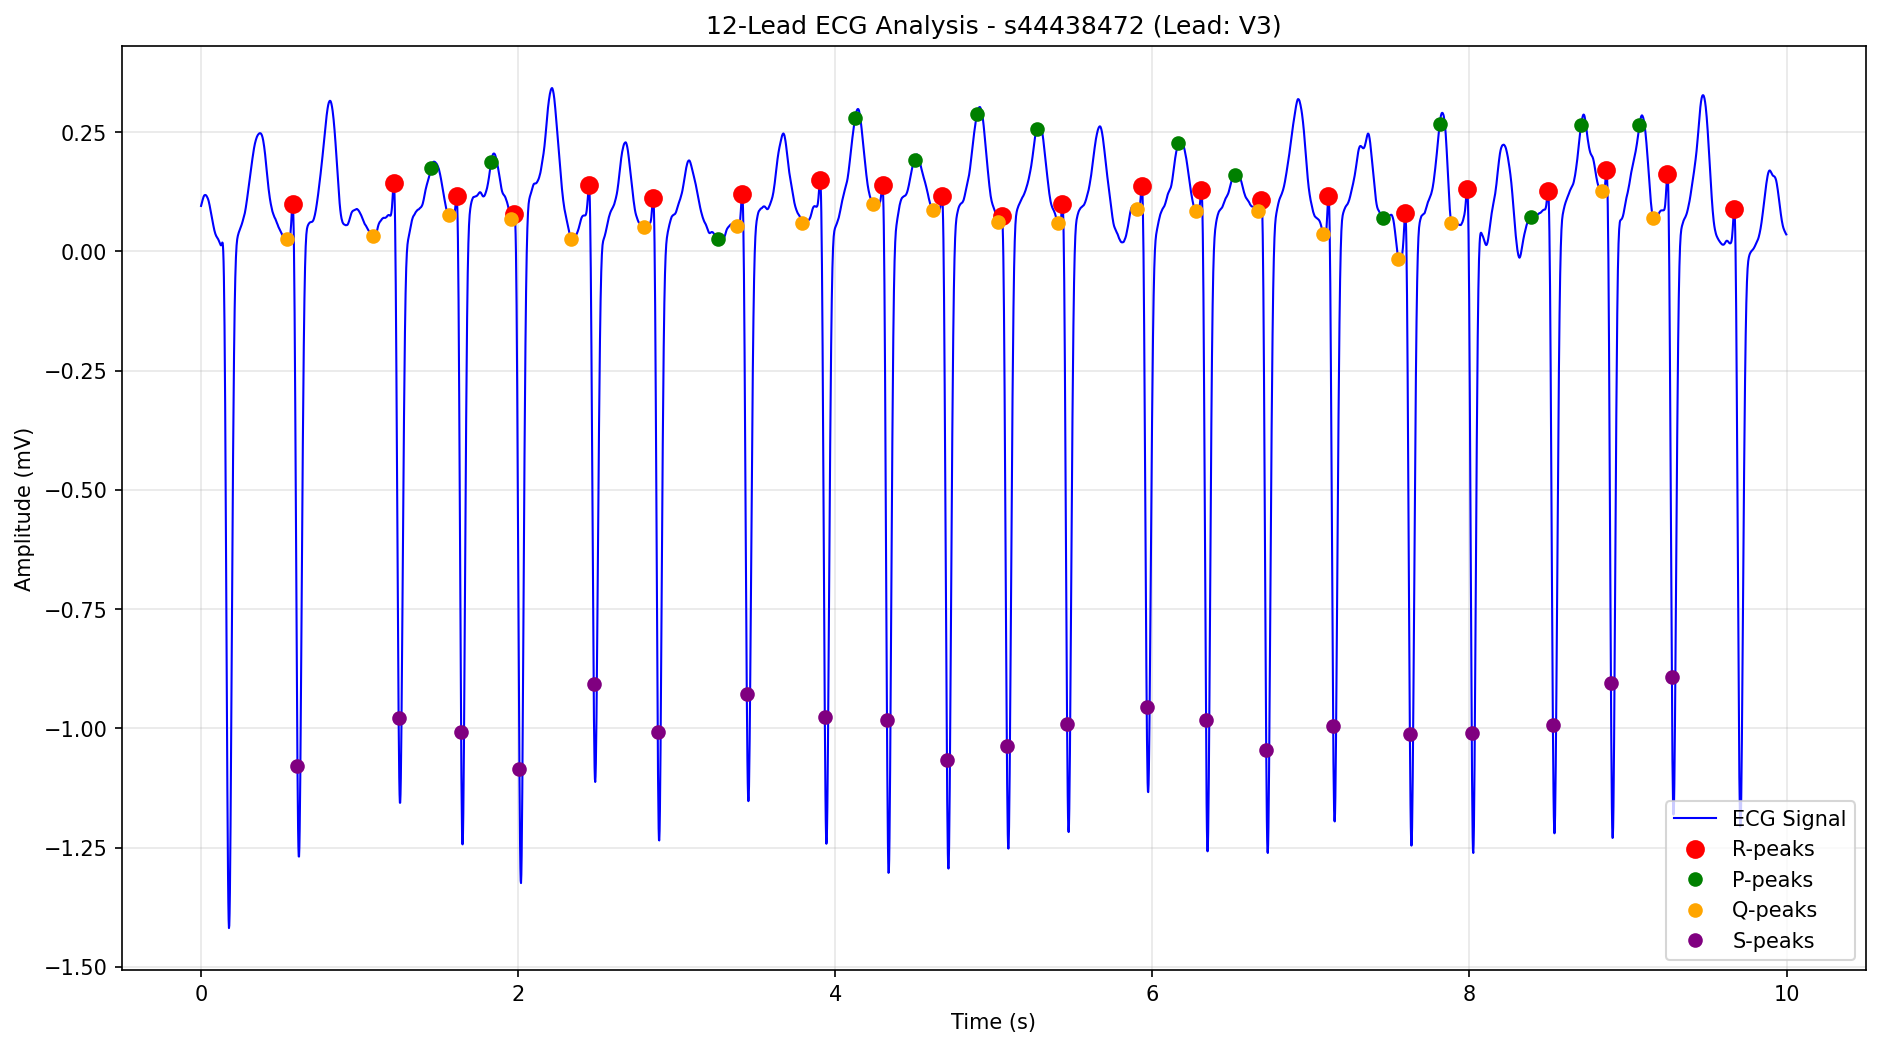 12-Lead ECG Analysis - s44438472 (Lead: V3)
Amplitude (mV)
0.25
0.00
−0.25
−0.50
−0.75
−1.00
−1.25
−1.50
0 2 4 6 8 10
Time (s)
ECG Signal
R-peaks
P-peaks
Q-peaks
S-peaks